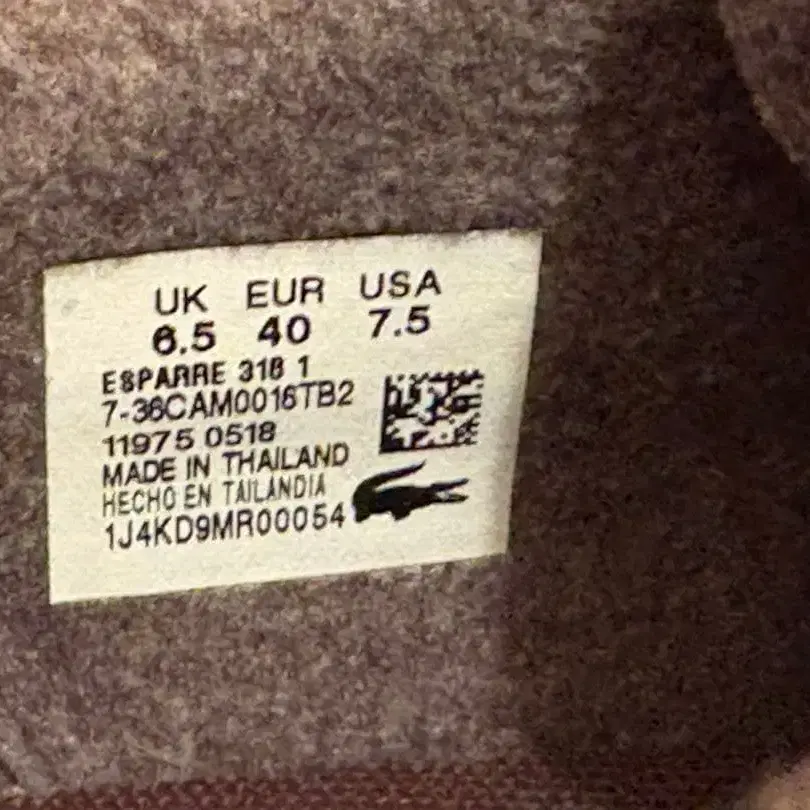 UK EUR USA
6.5 40 7.5
ESPARRE 318 1
7-36CAM0016TB2
11975 0518
MADE IN THAILAND
HECHO EN TAILANDIA
1J4KD9MR00054